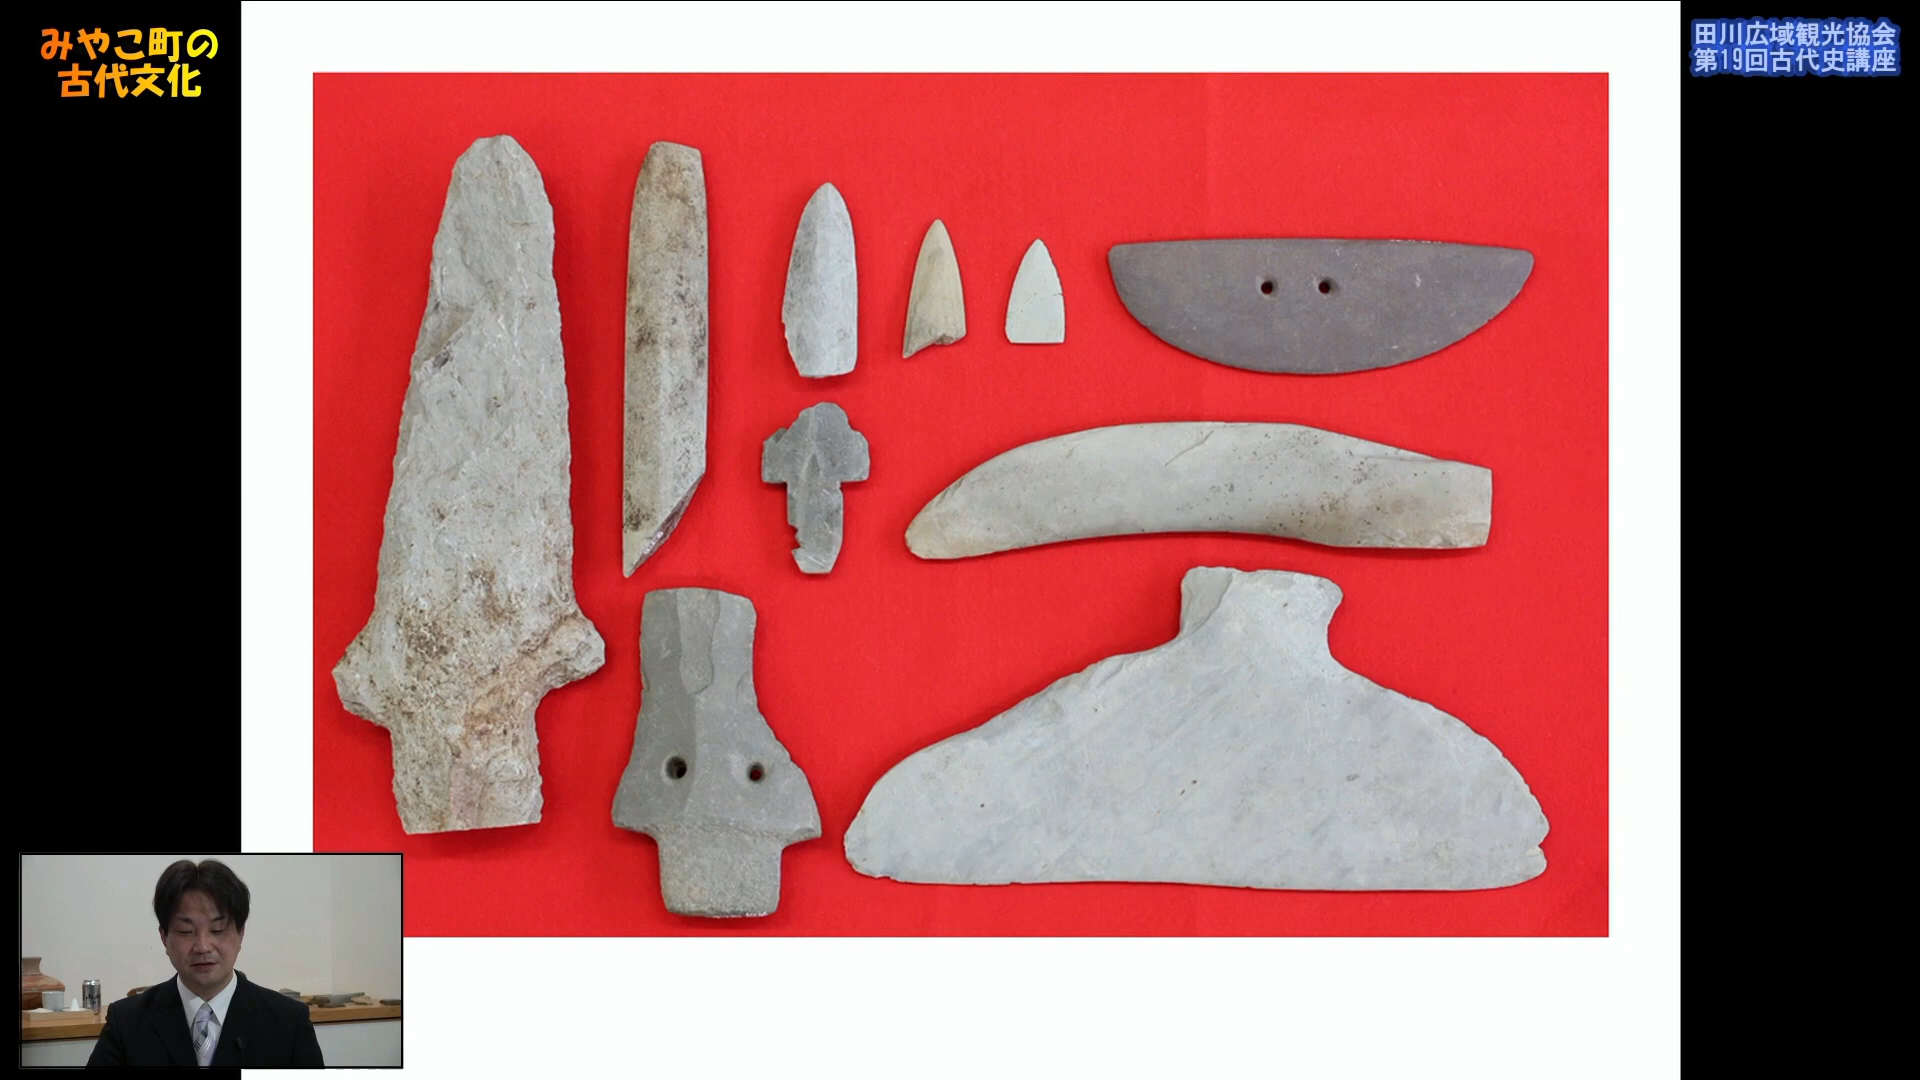 みやこ町の
古代文化
田川広域観光協会
第19回古代史講座